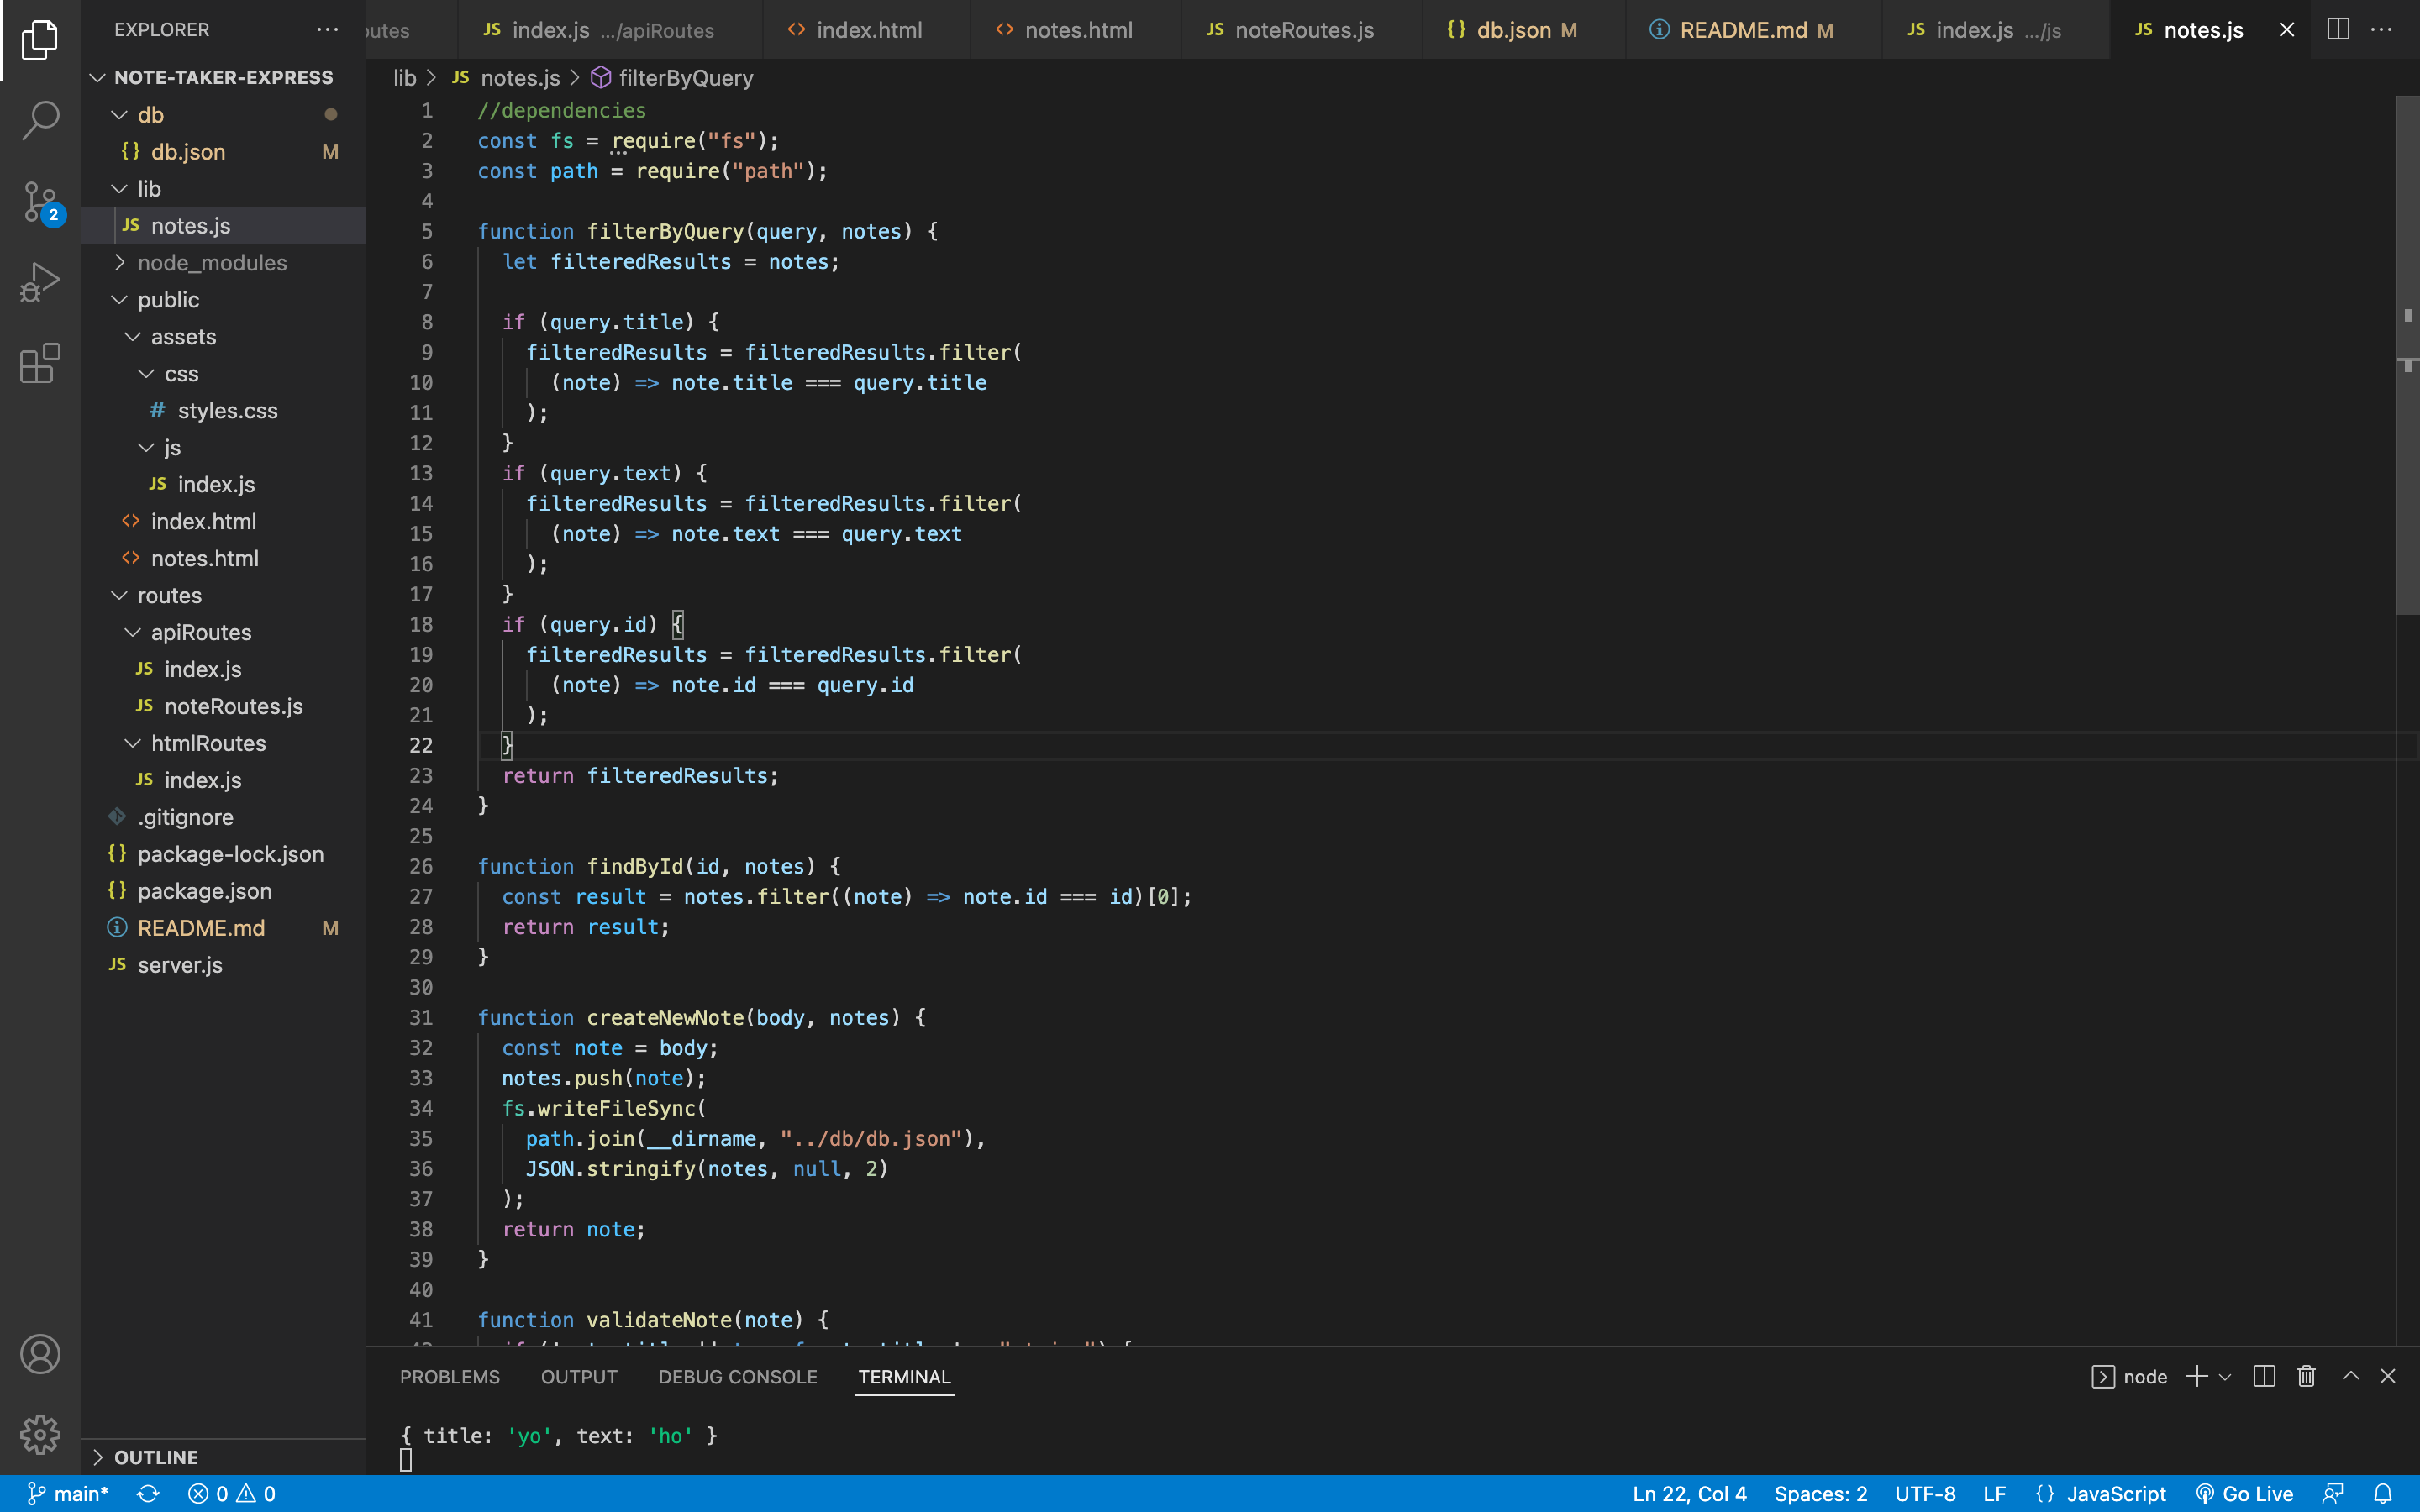 EXPLORER
NOTE-TAKER-EXPRESS
db
{} db.json M
lib
JS notes.js
node_modules
public
assets
css
# styles.css
js
JS index.js
<> index.html
<> notes.html
routes
apiRoutes
JS index.js
JS noteRoutes.js
htmlRoutes
JS index.js
.gitignore
{} package-lock.json
{} package.json
README.md M
JS server.js
OUTLINE
2
JS index.js .../apiRoutes <> index.html <> notes.html JS noteRoutes.js {} db.json M README.md M JS index.js .../js JS notes.js
lib > JS notes.js > filterByQuery
1 //dependencies
2 const fs = require("fs");
3 const path = require("path");
4
5 function filterByQuery(query, notes) {
6 let filteredResults = notes;
7
8 if (query.title) {
9 filteredResults = filteredResults.filter(
10 (note) => note.title === query.title
11 );
12 }
13 if (query.text) {
14 filteredResults = filteredResults.filter(
15 (note) => note.text === query.text
16 );
17 }
18 if (query.id) {
19 filteredResults = filteredResults.filter(
20 (note) => note.id === query.id
21 );
22 }
23 return filteredResults;
24 }
25
26 function findById(id, notes) {
27 const result = notes.filter((note) => note.id === id)[0];
28 return result;
29 }
30
31 function createNewNote(body, notes) {
32 const note = body;
33 notes.push(note);
34 fs.writeFileSync(
35 path.join(__dirname, "../db/db.json"),
36 JSON.stringify(notes, null, 2)
37 );
38 return note;
39 }
40
41 function validateNote(note) {
PROBLEMS OUTPUT DEBUG CONSOLE TERMINAL
node
{ title: 'yo', text: 'ho' }
main* 0 0 Ln 22, Col 4 Spaces: 2 UTF-8 LF {} JavaScript Go Live